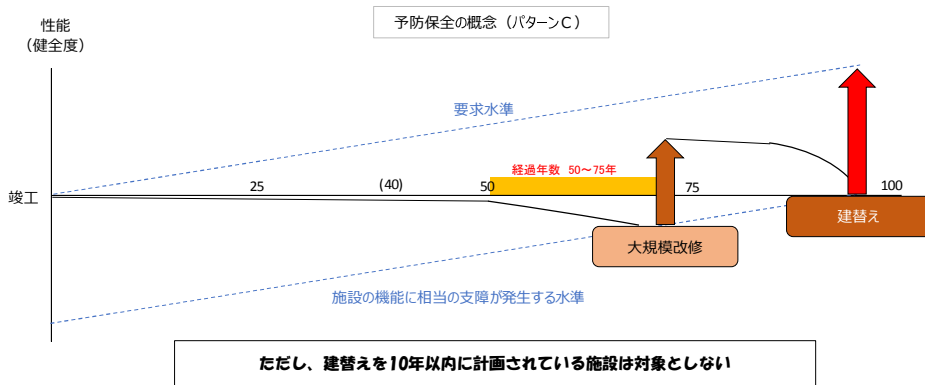 予防保全の概念（パターンＣ）
性能
（健全度）
要求水準
経過年数 50～75年
竣工
25
(40)
50
75
100
建替え
大規模改修
施設の機能に相当の支障が発生する水準
ただし、建替えを10年以内に計画されている施設は対象としない